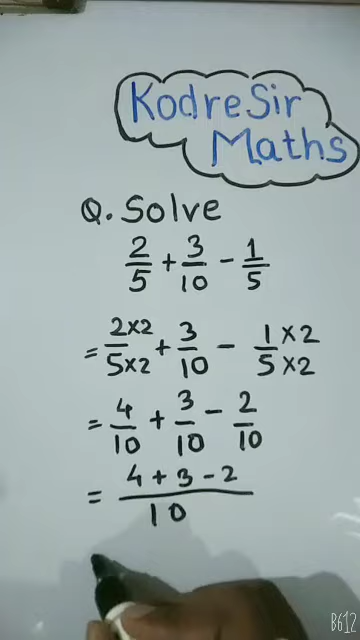 KodreSir
Maths
Q. Solve
2/5 + 3/10 - 1/5
= 2×2/5×2 + 3/10 - 1×2/5×2
= 4/10 + 3/10 - 2/10
= 4+3-2/10
B612